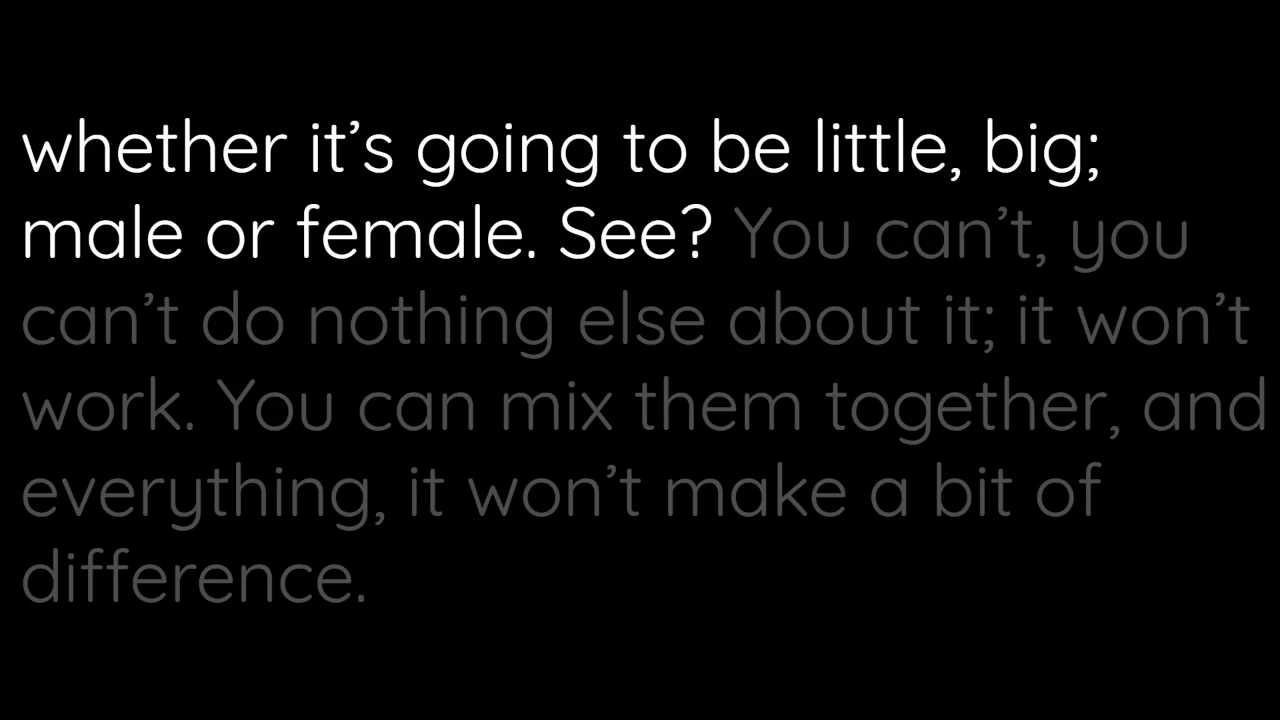 whether it’s going to be little, big;
male or female. See? You can’t, you
can’t do nothing else about it; it won’t
work. You can mix them together, and
everything, it won’t make a bit of
difference.